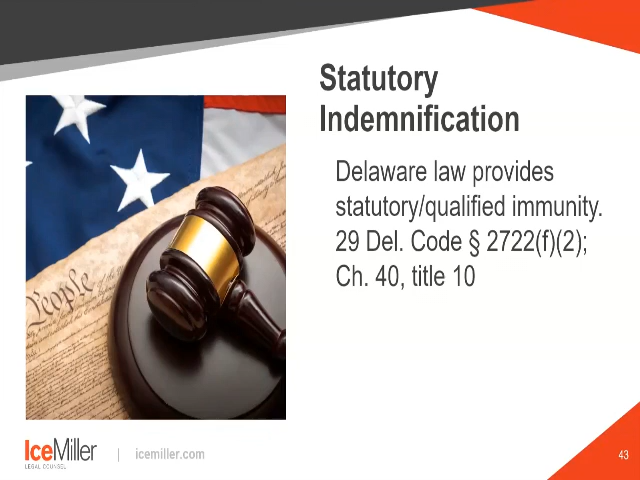 Statutory
Indemnification
Delaware law provides
statutory/qualified immunity.
29 Del. Code § 2722(f)(2);
Ch. 40, title 10
People
IceMiller
LEGAL COUNSEL
icemiller.com
43